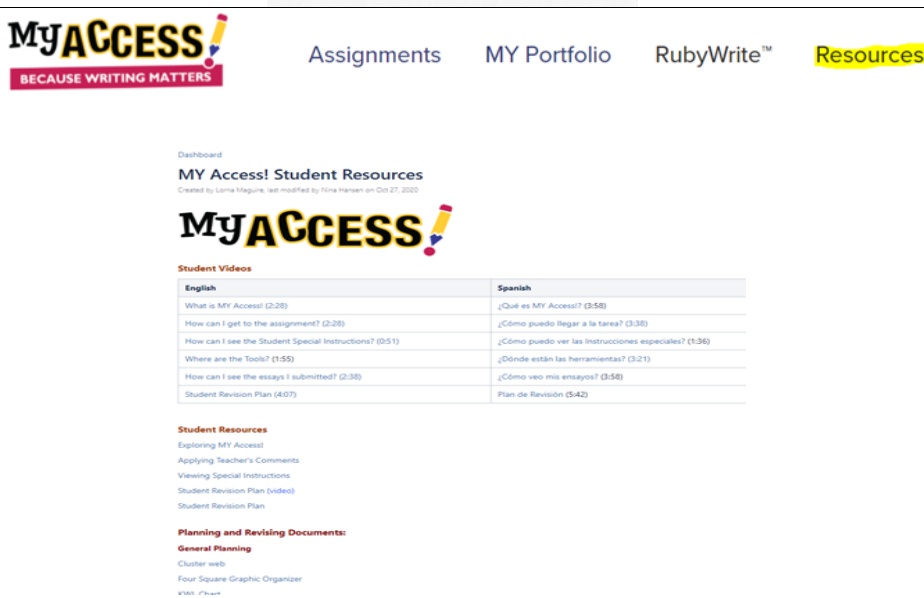 MY ACCESS!
BECAUSE WRITING MATTERS
Assignments MY Portfolio RubyWrite™ Resources
Dashboard
MY Access! Student Resources
Created by Lorna Maguire, last modified by Nina Hansen on Oct 27, 2020
MY ACCESS!
Student Videos
English Spanish
What is MY Access! (2:28) ¿Qué es MY Access!? (3:58)
How can I get to the assignment? (2:28) ¿Cómo puedo llegar a la tarea? (3:38)
How can I see the Student Special Instructions? (0:51) ¿Cómo puedo ver las Instrucciones especiales? (1:36)
Where are the Tools? (1:55) ¿Dónde están las herramientas? (3:21)
How can I see the essays I submitted? (2:38) ¿Cómo veo mis ensayos? (3:58)
Student Revision Plan (4:07) Plan de Revisión (5:42)
Student Resources
Exploring MY Access!
Applying Teacher's Comments
Viewing Special Instructions
Student Revision Plan (video)
Student Revision Plan
Planning and Revising Documents:
General Planning
Cluster web
Four Square Graphic Organizer
KWL Chart